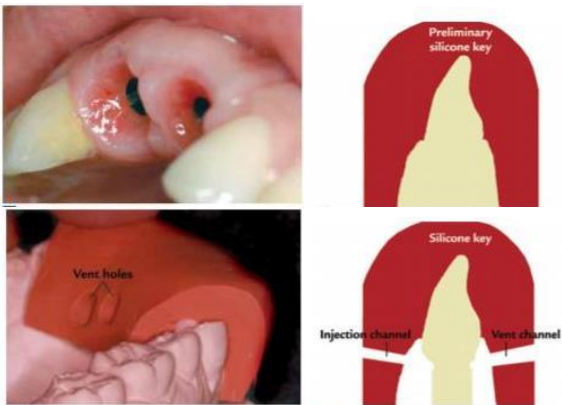 Preliminary
silicone key
Vent holes
Silicone key
Injection channel
Vent channel